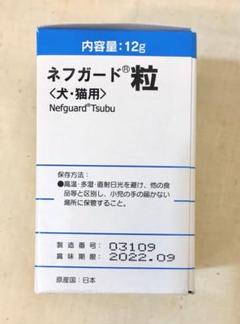 内容量:12g
ネフガード®粒
〈犬・猫用〉
Nefguard®Tsubu
保存方法:
●高温・多湿・直射日光を避け、他の食
品等と区別し、小児の手の届かない
場所に保管すること。
製造番号: 03109
賞味期限: 2022.09
原産国:日本